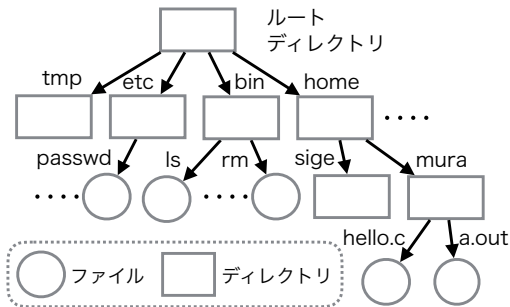 ルート
ディレクトリ
tmp
etc
bin
home
passwd
ls
rm
sige
mura
hello.c
a.out
ファイル
ディレクトリ